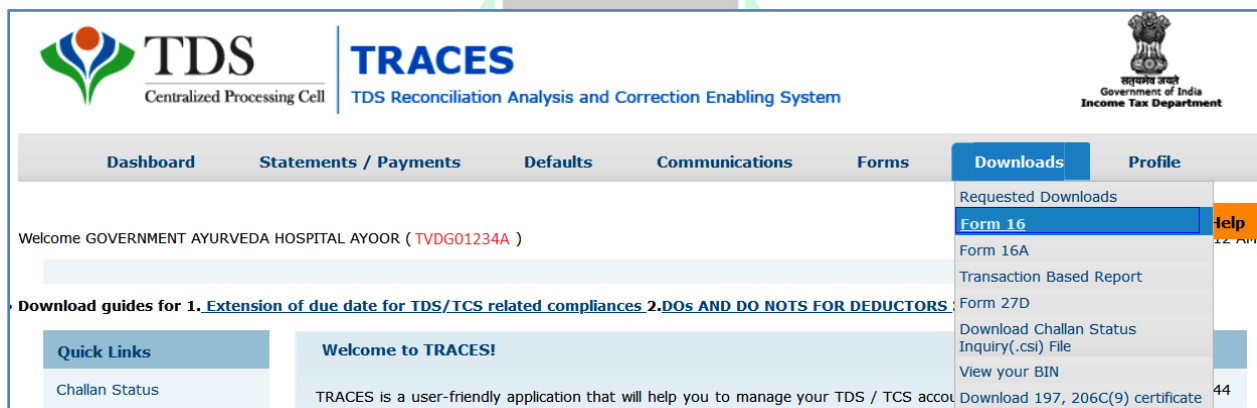 TDS
Centralized Processing Cell
TRACES
TDS Reconciliation Analysis and Correction Enabling System
सत्यमेव जयते
Government of India
Income Tax Department
Dashboard Statements / Payments Defaults Communications Forms Downloads Profile
Requested Downloads
Form 16
Form 16A
Transaction Based Report
Form 27D
Download Challan Status
Inquiry(.csi) File
View your BIN
Download 197, 206C(9) certificate
Help
12 AM
Welcome GOVERNMENT AYURVEDA HOSPITAL AYOOR ( TVDG01234A )
Download guides for 1. Extension of due date for TDS/TCS related compliances 2.DOs AND DO NOTS FOR DEDUCTORS
Quick Links
Challan Status
Welcome to TRACES!
TRACES is a user-friendly application that will help you to manage your TDS / TCS accou
44